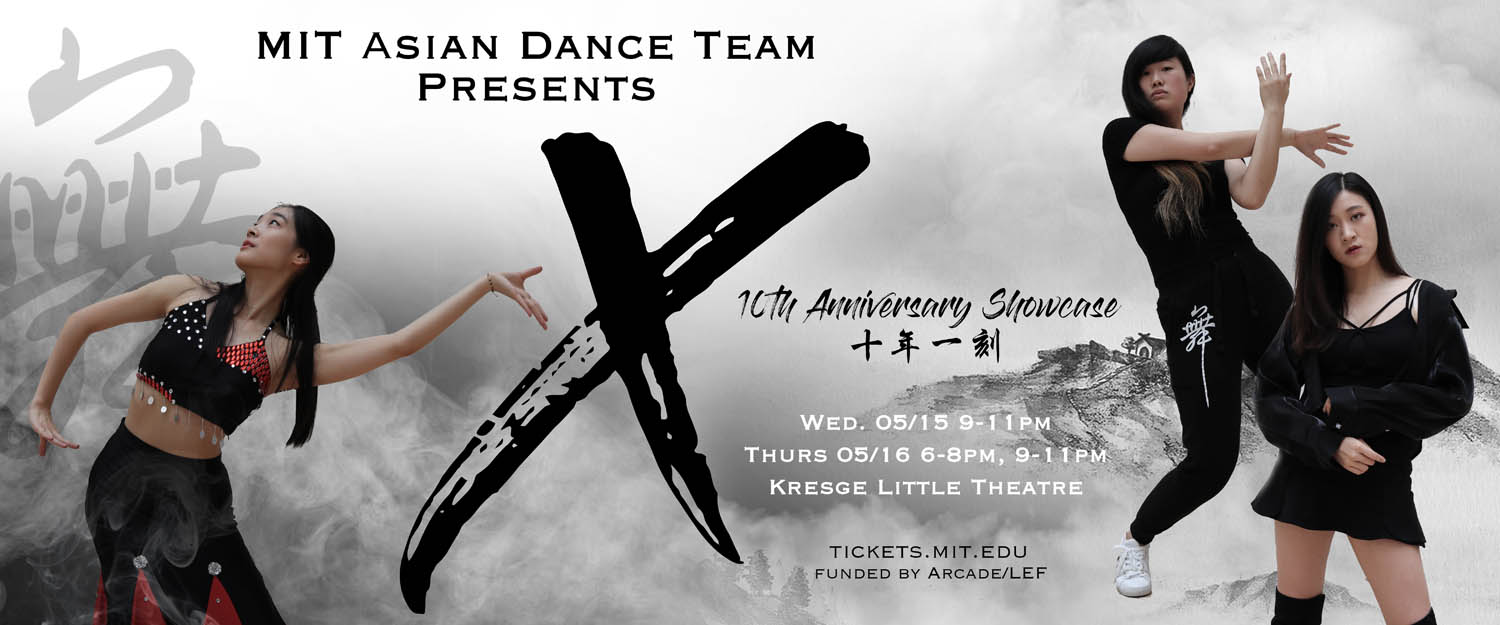 MIT Asian Dance Team
Presents
舞
X
10th Anniversary Showcase
十年一刻
舞
Wed. 05/15 9-11pm
Thurs 05/16 6-8pm, 9-11pm
Kresge Little Theatre
TICKETS.MIT.EDU
FUNDED BY ARCADE/LEF